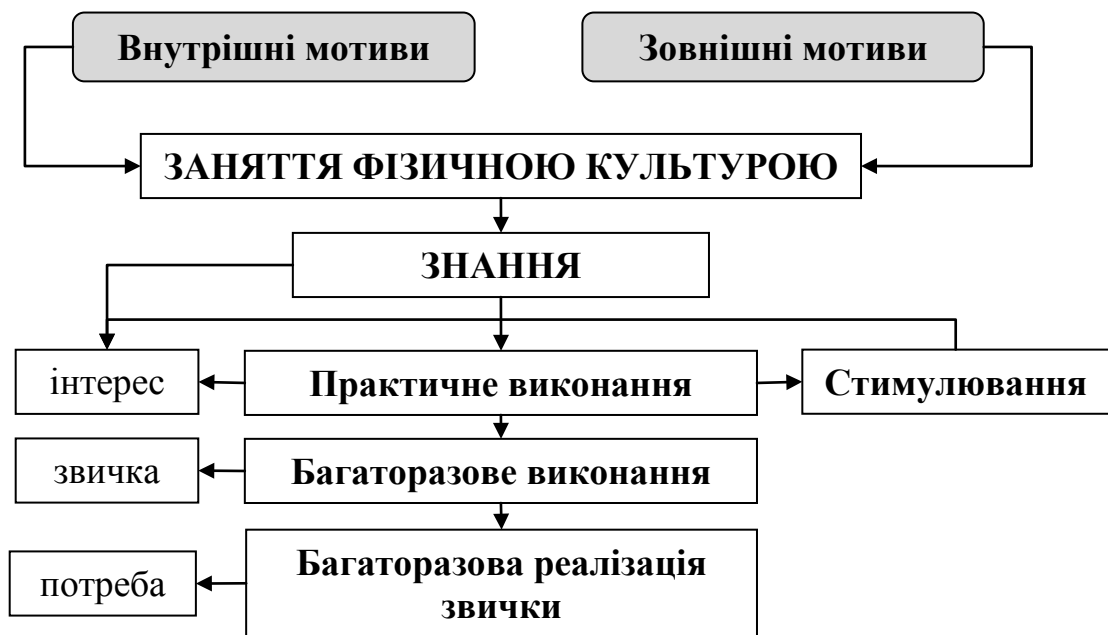 Внутрішні мотиви
Зовнішні мотиви
ЗАНЯТТЯ ФІЗИЧНОЮ КУЛЬТУРОЮ
ЗНАННЯ
інтерес
Практичне виконання
Стимулювання
звичка
Багаторазове виконання
потреба
Багаторазова реалізація
звички